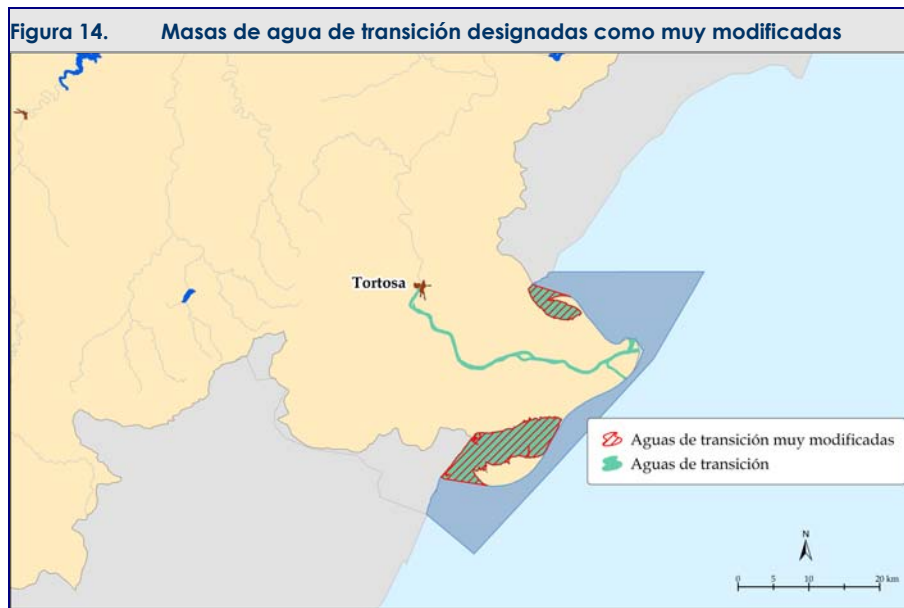 Figura 14. Masas de agua de transición designadas como muy modificadas
Tortosa
Aguas de transición muy modificadas
Aguas de transición
N
0 5 10 20 km